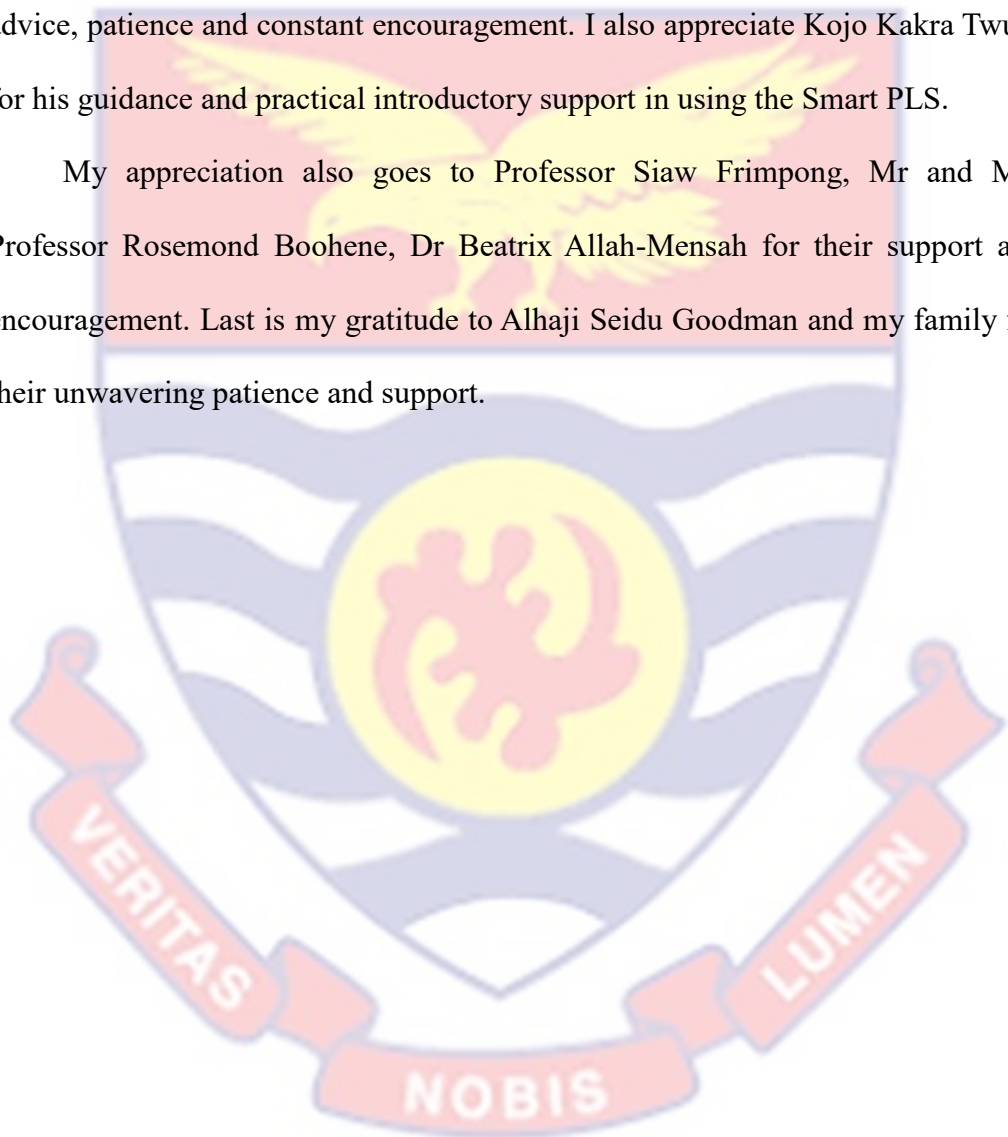 advice, patience and constant encouragement. I also appreciate Kojo Kakra
for his guidance and practical introductory support in using the Smart PLS.
My appreciation also goes to Professor Siaw Frimpong, Mr and
Professor Rosemond Boohene, Dr Beatrix Allah-Mensah for their support
encouragement. Last is my gratitude to Alhaji Seidu Goodman and my family
their unwavering patience and support.
VERITAS
NOBIS
LUMEN